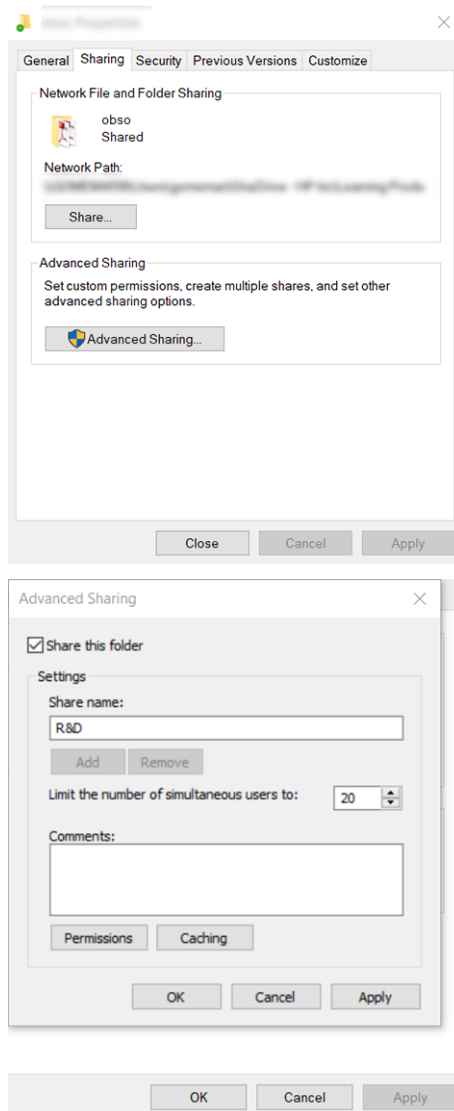 Properties
General Sharing Security Previous Versions Customize
Network File and Folder Sharing
obso
Shared
Network Path:
Share...
Advanced Sharing
Set custom permissions, create multiple shares, and set other
advanced sharing options.
Advanced Sharing...
Close Cancel Apply
Advanced Sharing
Share this folder
Settings
Share name:
R&D
Add Remove
Limit the number of simultaneous users to: 20
Comments:
Permissions Caching
OK Cancel Apply
OK Cancel Apply